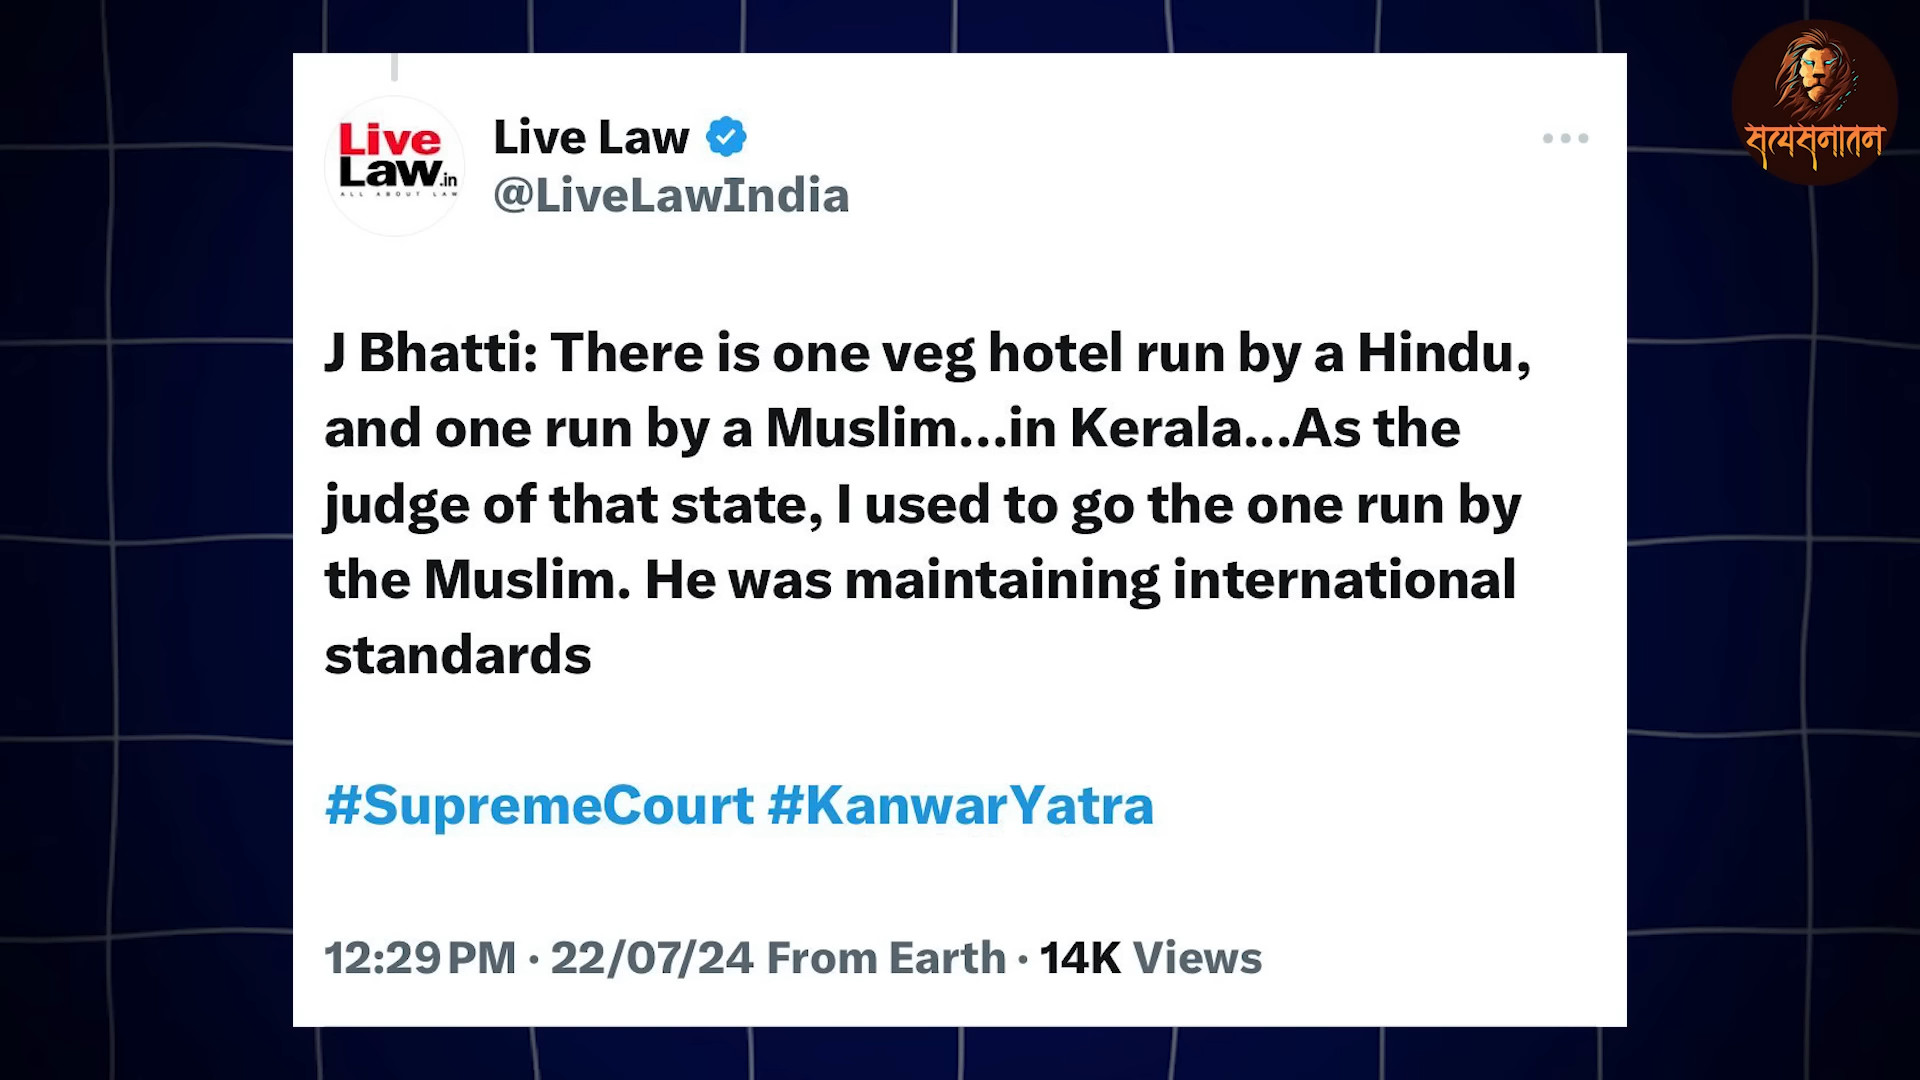 Live Law
@LiveLawIndia
Live
Law.in
ALL ABOUT LAW
सत्यसनातन
J Bhatti: There is one veg hotel run by a Hindu,
and one run by a Muslim...in Kerala...As the
judge of that state, I used to go the one run by
the Muslim. He was maintaining international
standards
#SupremeCourt #KanwarYatra
12:29 PM · 22/07/24 From Earth · 14K Views